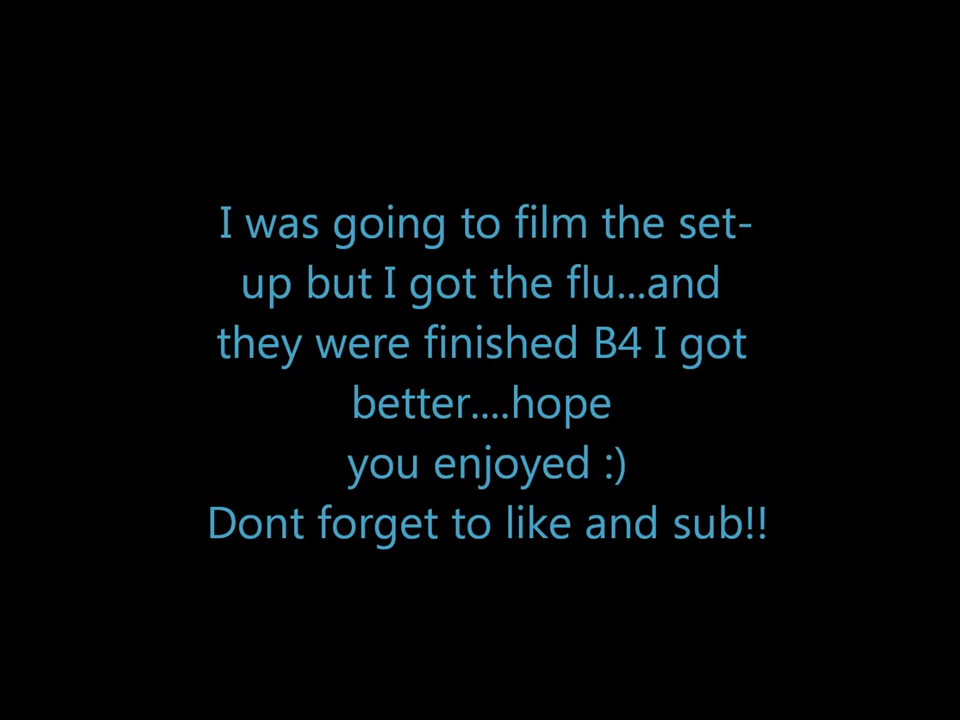 I was going to film the set-
up but I got the flu...and
they were finished B4 I got
better....hope
you enjoyed :)
Dont forget to like and sub!!